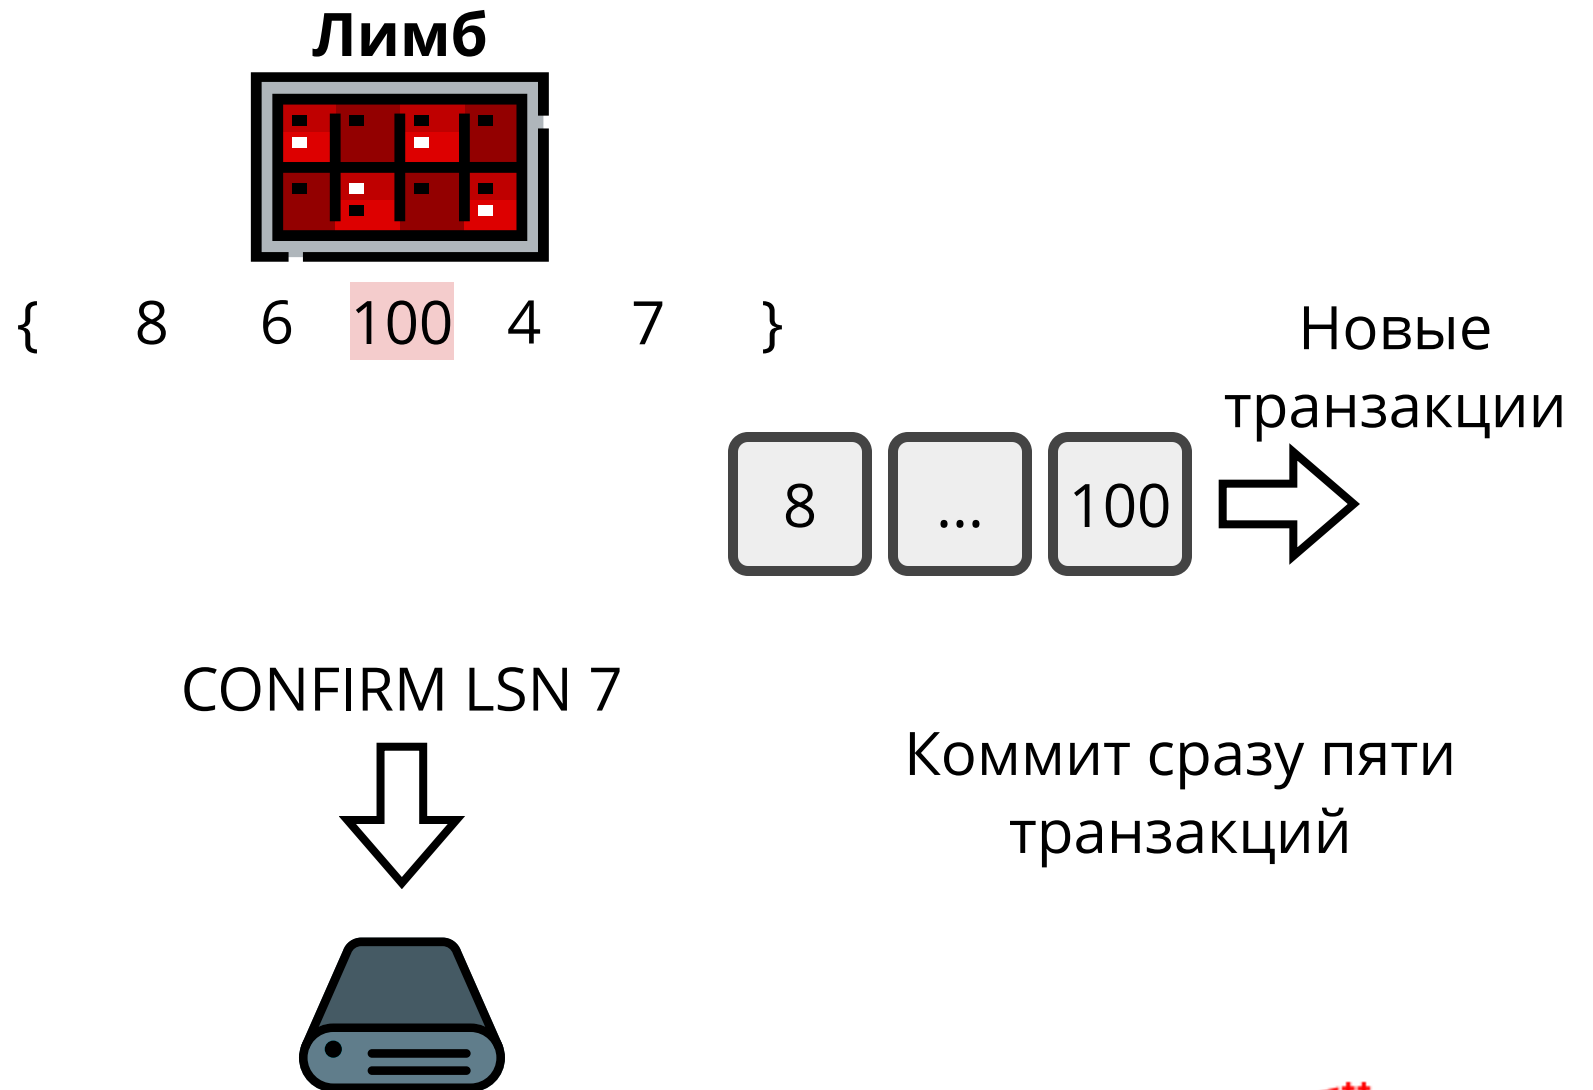 Лимб
{ 8 6 100 4 7 }
Новые
транзакции
8 ... 100
CONFIRM LSN 7
Коммит сразу пяти
транзакций